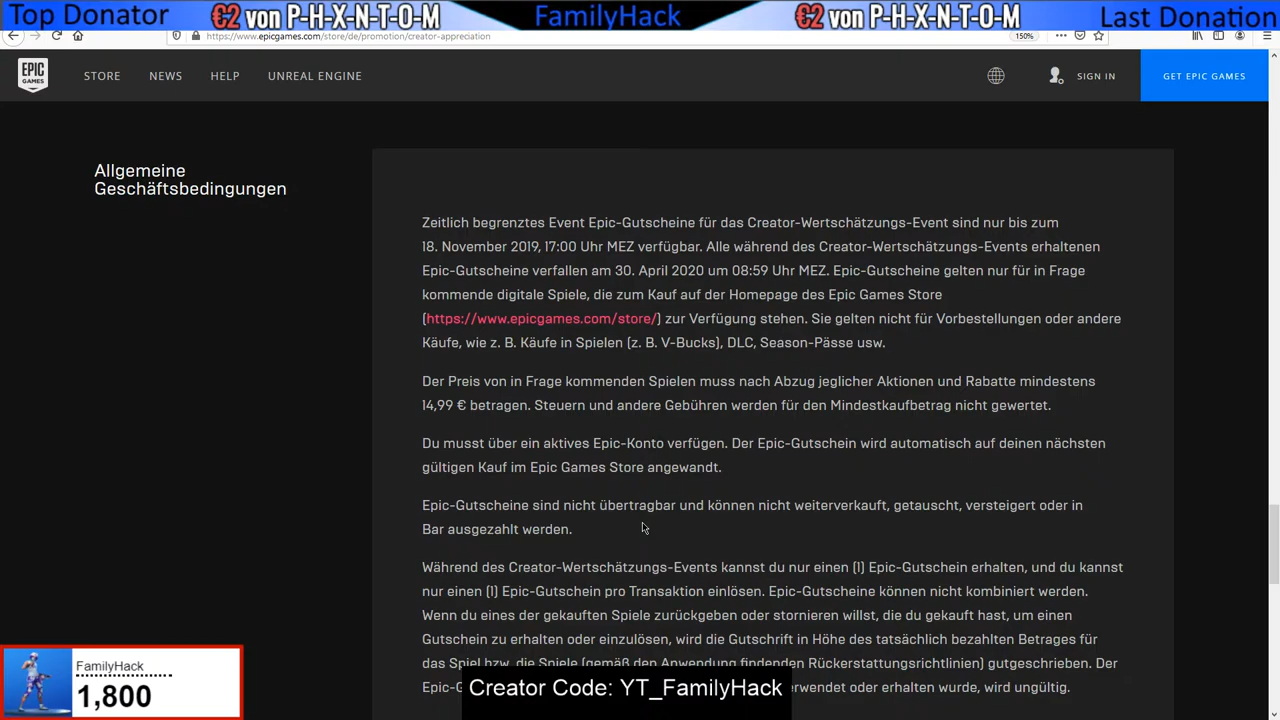 Top Donator €2 von P-H-X-N-T-O-M FamilyHack €2 von P-H-X-N-T-O-M Last Donation
https://www.epicgames.com/store/de/promotion/creator-appreciation 150%
EPIC GAMES STORE NEWS HELP UNREAL ENGINE SIGN IN GET EPIC GAMES
Allgemeine
Geschäftsbedingungen
Zeitlich begrenztes Event Epic-Gutscheine für das Creator-Wertschätzungs-Event sind nur bis zum
18. November 2019, 17:00 Uhr MEZ verfügbar. Alle während des Creator-Wertschätzungs-Events erhaltenen
Epic-Gutscheine verfallen am 30. April 2020 um 08:59 Uhr MEZ. Epic-Gutscheine gelten nur für in Frage
kommende digitale Spiele, die zum Kauf auf der Homepage des Epic Games Store
(https://www.epicgames.com/store/) zur Verfügung stehen. Sie gelten nicht für Vorbestellungen oder andere
Käufe, wie z. B. Käufe in Spielen (z. B. V-Bucks), DLC, Season-Pässe usw.
Der Preis von in Frage kommenden Spielen muss nach Abzug jeglicher Aktionen und Rabatte mindestens
14,99 € betragen. Steuern und andere Gebühren werden für den Mindestkaufbetrag nicht gewertet.
Du musst über ein aktives Epic-Konto verfügen. Der Epic-Gutschein wird automatisch auf deinen nächsten
gültigen Kauf im Epic Games Store angewandt.
Epic-Gutscheine sind nicht übertragbar und können nicht weiterverkauft, getauscht, versteigert oder in
Bar ausgezahlt werden.
Während des Creator-Wertschätzungs-Events kannst du nur einen (1) Epic-Gutschein erhalten, und du kannst
nur einen (1) Epic-Gutschein pro Transaktion einlösen. Epic-Gutscheine können nicht kombiniert werden.
Wenn du eines der gekauften Spiele zurückgeben oder stornieren willst, die du gekauft hast, um einen
Gutschein zu erhalten oder einzulösen, wird die Gutschrift in Höhe des tatsächlich bezahlten Betrages für
das Spiel bzw. die Spiele (gemäß den Anwendung findenden Rückerstattungsrichtlinien) gutgeschrieben. Der
Epic-G verwendet oder erhalten wurde, wird ungültig.
Creator Code: YT_FamilyHack
FamilyHack
1,800